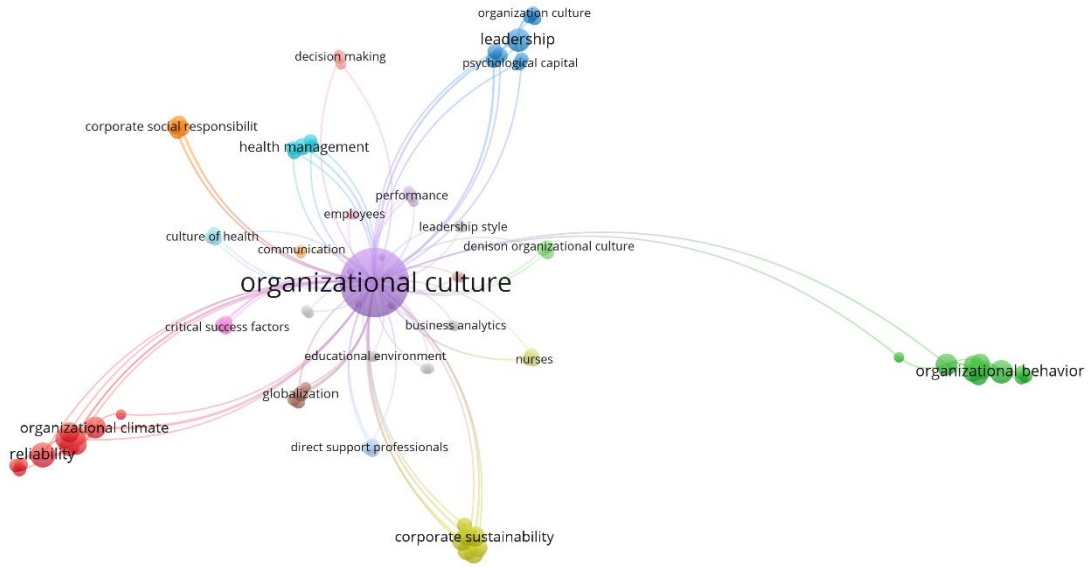 organization culture
leadership
decision making
psychological capital
corporate social responsibilit
health management
performance
employees
leadership style
culture of health
denison organizational culture
communication
organizational culture
critical success factors
business analytics
educational environment
nurses
organizational behavior
globalization
organizational climate
direct support professionals
reliability
corporate sustainability